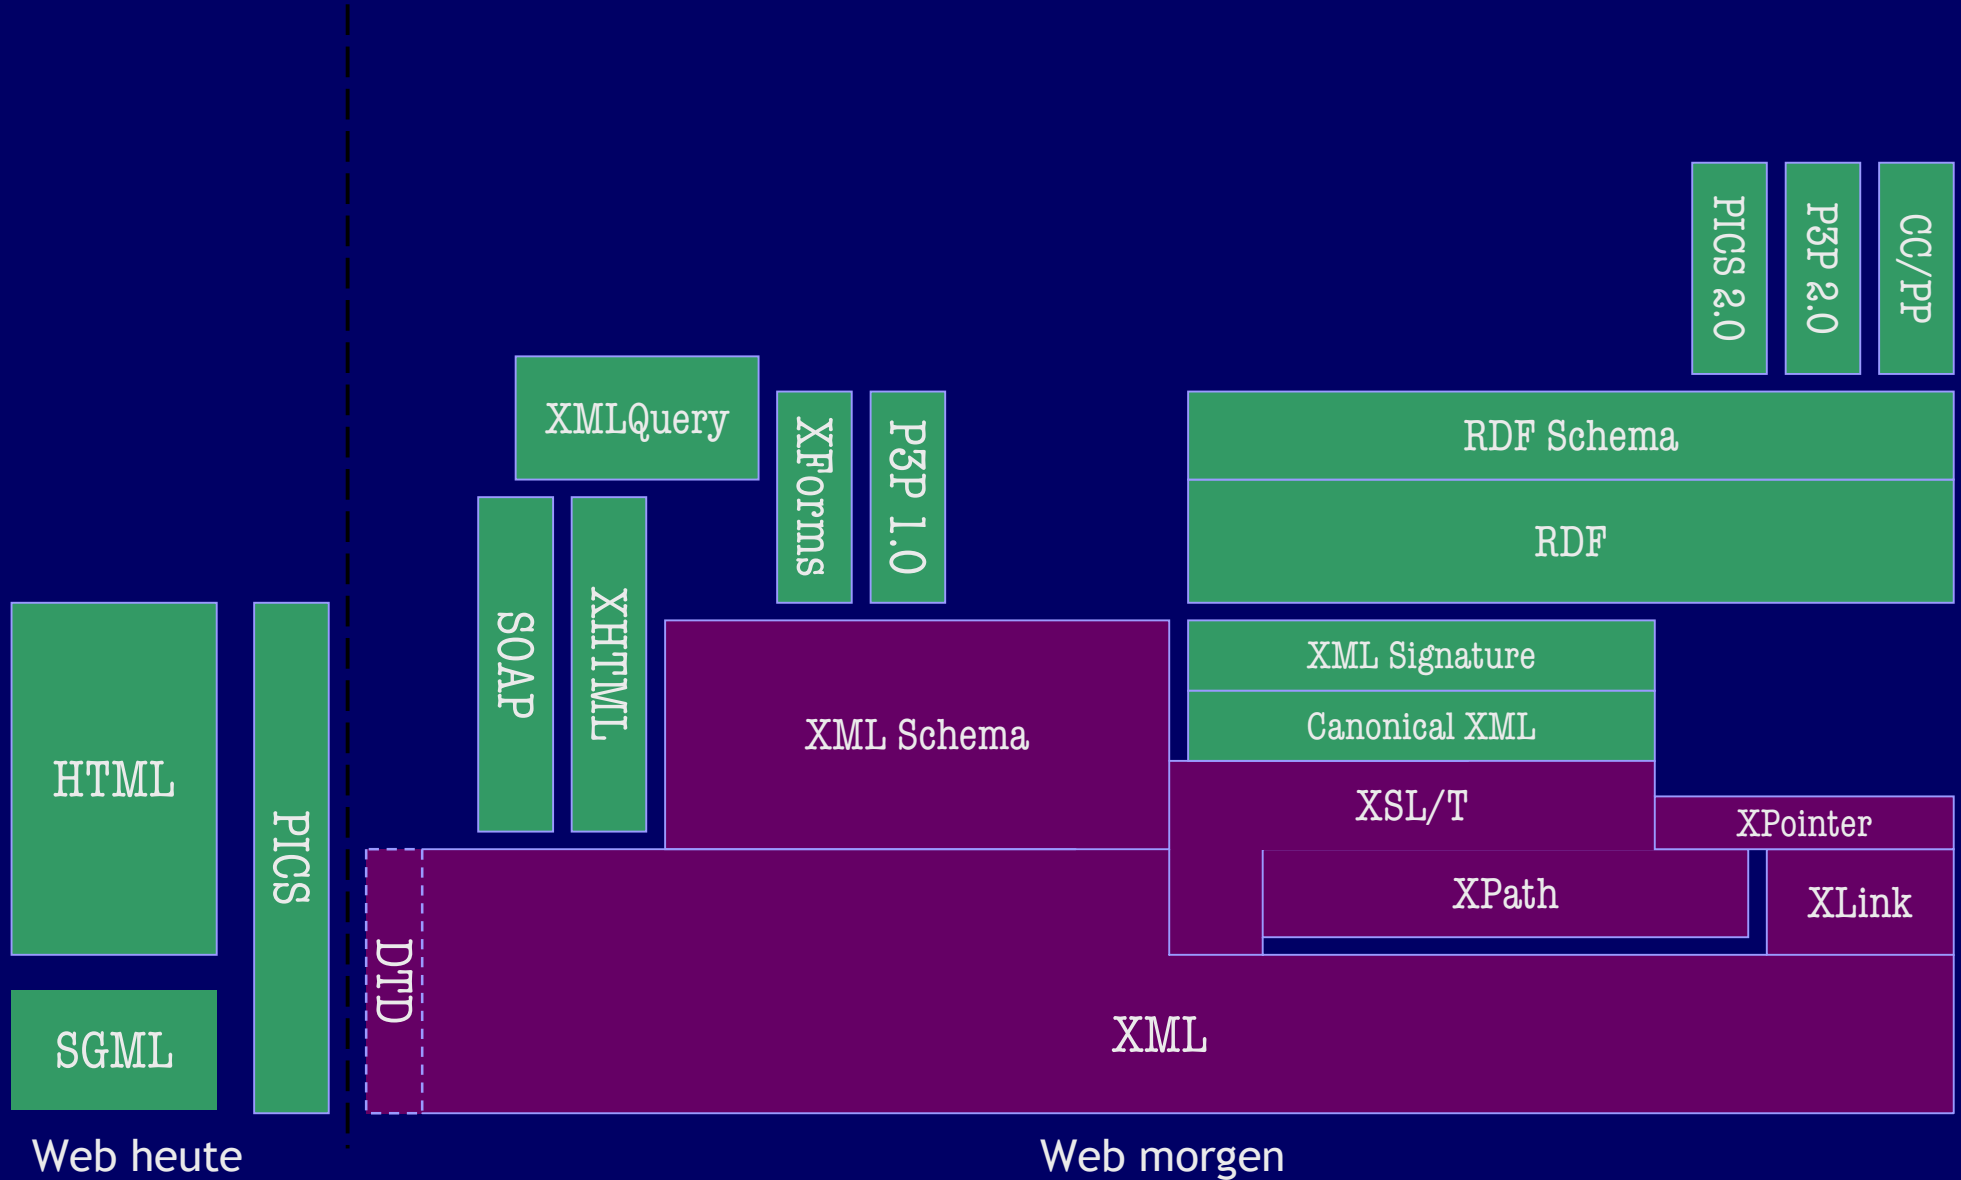 PICS 2.0
P3P 2.0
CC/PP
XMLQuery
XForms
P3P 1.0
RDF Schema
RDF
SOAP
XHTML
XML Schema
XML Signature
Canonical XML
HTML
PICS
XSL/T
XPointer
XPath
XLink
DTD
SGML
XML
Web heute
Web morgen